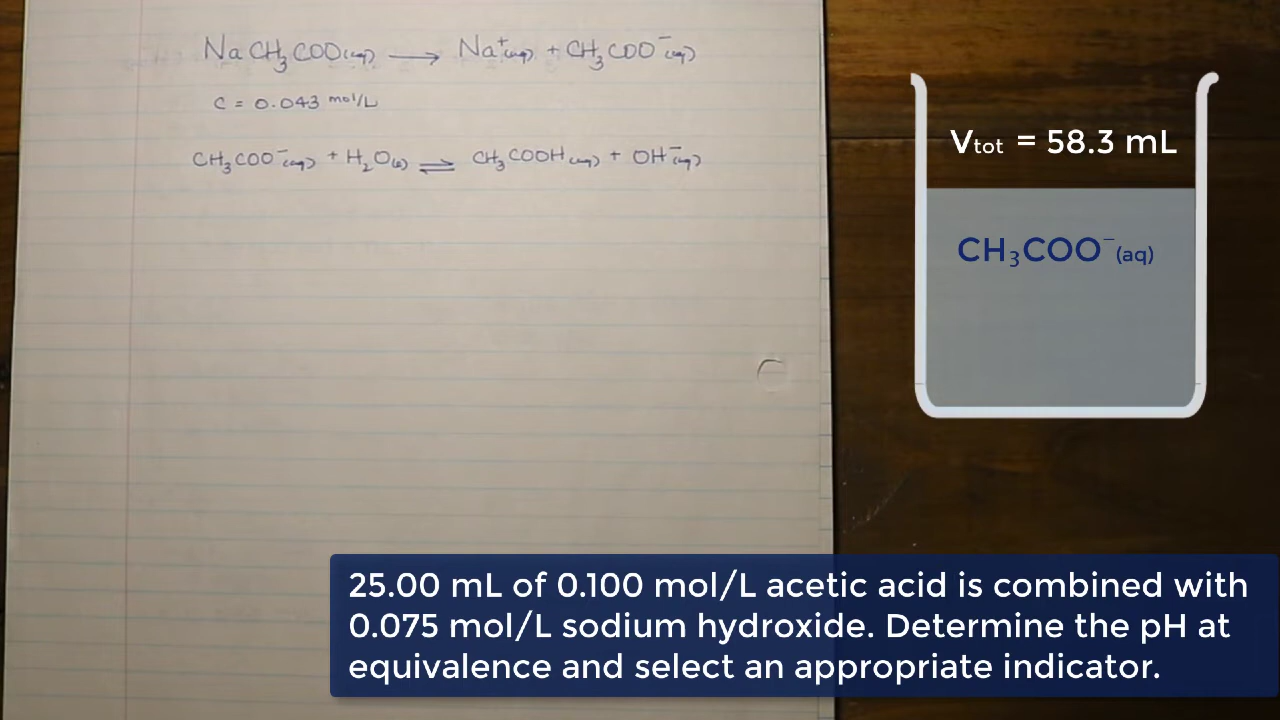 NaCH₃COO(aq) ⟶ Na⁺(aq) + CH₃COO⁻(aq)
C = 0.043 mol/L
CH₃COO⁻(aq) + H₂O(l) ⇌ CH₃COOH(aq) + OH⁻(aq)
Vtot = 58.3 mL
CH₃COO⁻(aq)
25.00 mL of 0.100 mol/L acetic acid is combined with
0.075 mol/L sodium hydroxide. Determine the pH at
equivalence and select an appropriate indicator.